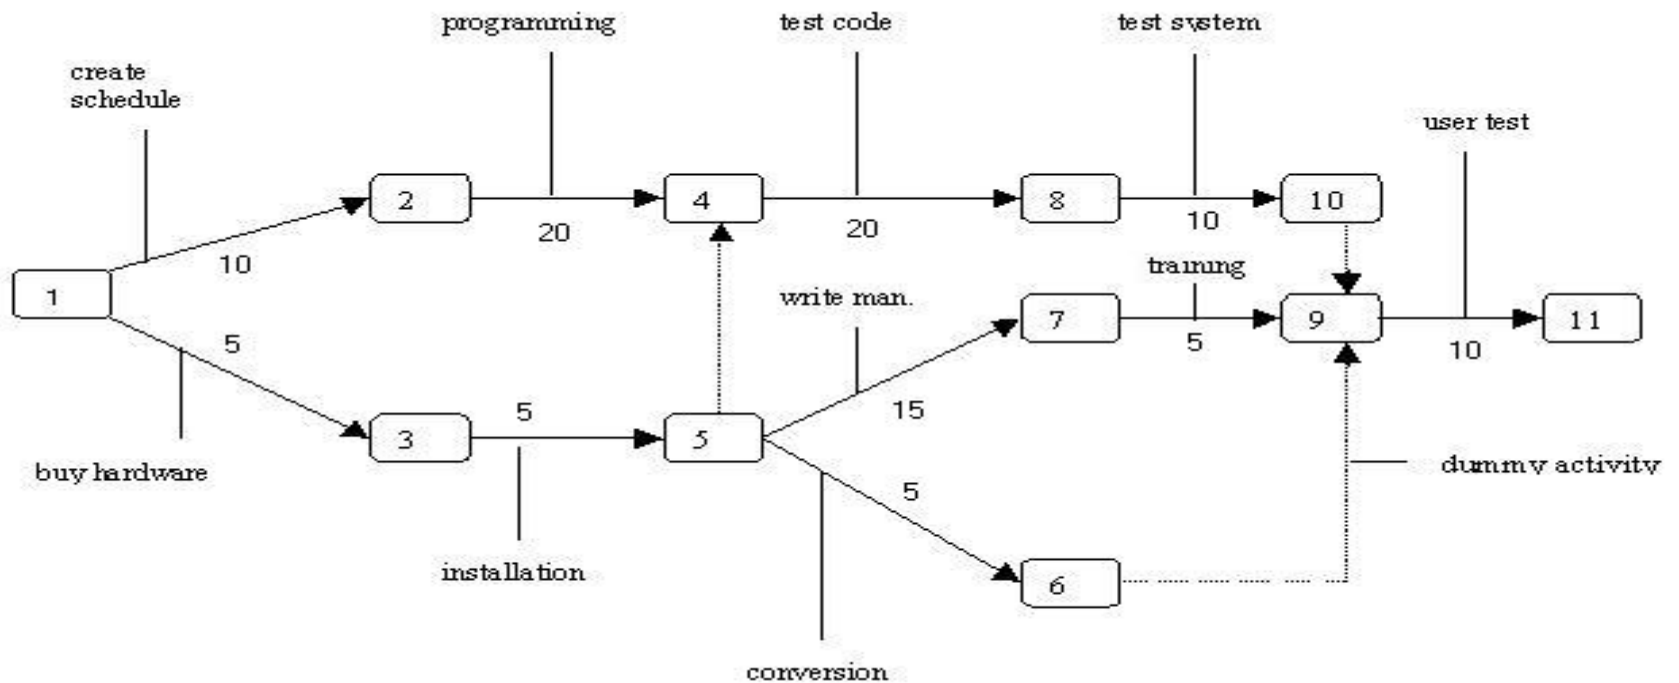 programming
test code
test system
create
schedule
user test
2
4
8
10
20
20
10
10
training
1
write man.
7
9
11
5
5
10
5
15
3
5
buy hardware
5
dummy activity
installation
6
conversion